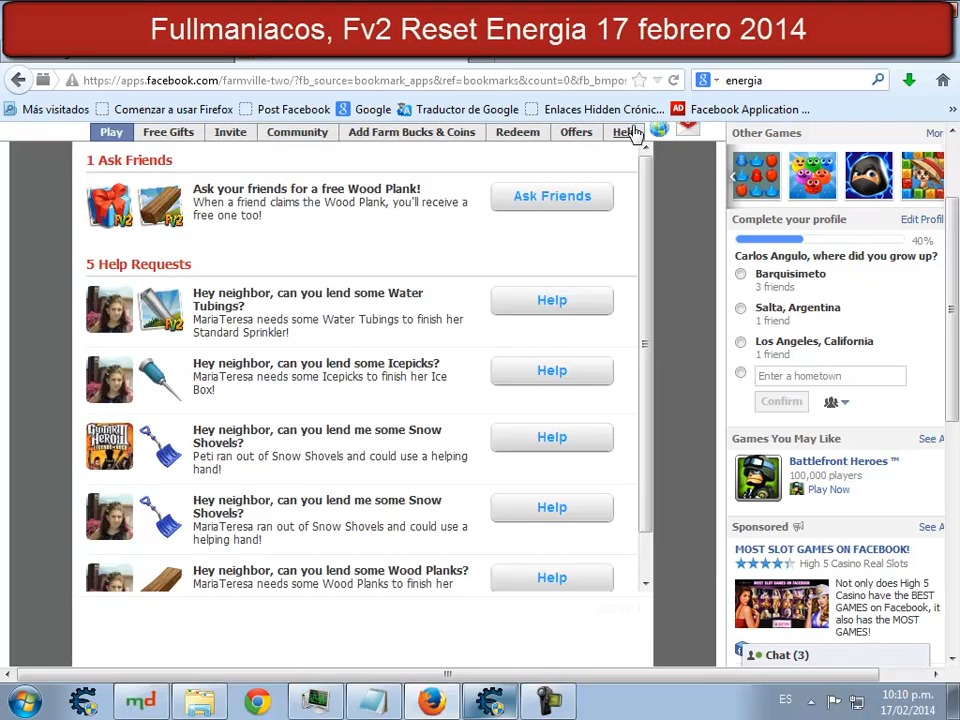 Fullmaniacos, Fv2 Reset Energia 17 febrero 2014
https://apps.facebook.com/farmville-two/?fb_source=bookmark_apps&ref=bookmarks&count=0&fb_bmpos
energia
Más visitados
Comenzar a usar Firefox
Post Facebook
Google
Traductor de Google
Enlaces Hidden Crónic...
AD
Facebook Application ...
»
Play
Free Gifts
Invite
Community
Add Farm Bucks & Coins
Redeem
Offers
Help
1 Ask Friends
Ask your friends for a free Wood Plank!
When a friend claims the Wood Plank, you'll receive a
free one too!
Ask Friends
FV2
FV2
5 Help Requests
Hey neighbor, can you lend some Water
Tubings?
MariaTeresa needs some Water Tubings to finish her
Standard Sprinkler!
Help
FV2
Hey neighbor, can you lend some Icepicks?
MariaTeresa needs some Icepicks to finish her Ice
Box!
Help
Hey neighbor, can you lend me some Snow
Shovels?
Peti ran out of Snow Shovels and could use a helping
hand!
Help
Hey neighbor, can you lend me some Snow
Shovels?
MariaTeresa ran out of Snow Shovels and could use a
helping hand!
Help
Hey neighbor, can you lend some Wood Planks?
MariaTeresa needs some Wood Planks to finish her
Help
Other Games
Mor
Complete your profile
Edit Profil
40%
Carlos Angulo, where did you grow up?
Barquisimeto
3 friends
Salta, Argentina
1 friend
Los Angeles, California
1 friend
Enter a hometown
Confirm
Games You May Like
See A
Battlefront Heroes ™
100,000 players
Play Now
Sponsored
See A
MOST SLOT GAMES ON FACEBOOK!
High 5 Casino Real Slots
Not only does High 5
Casino have the BEST
GAMES on Facebook, it
also has the MOST
GAMES!
Chat (3)
md
ES
10:10 p.m.
17/02/2014